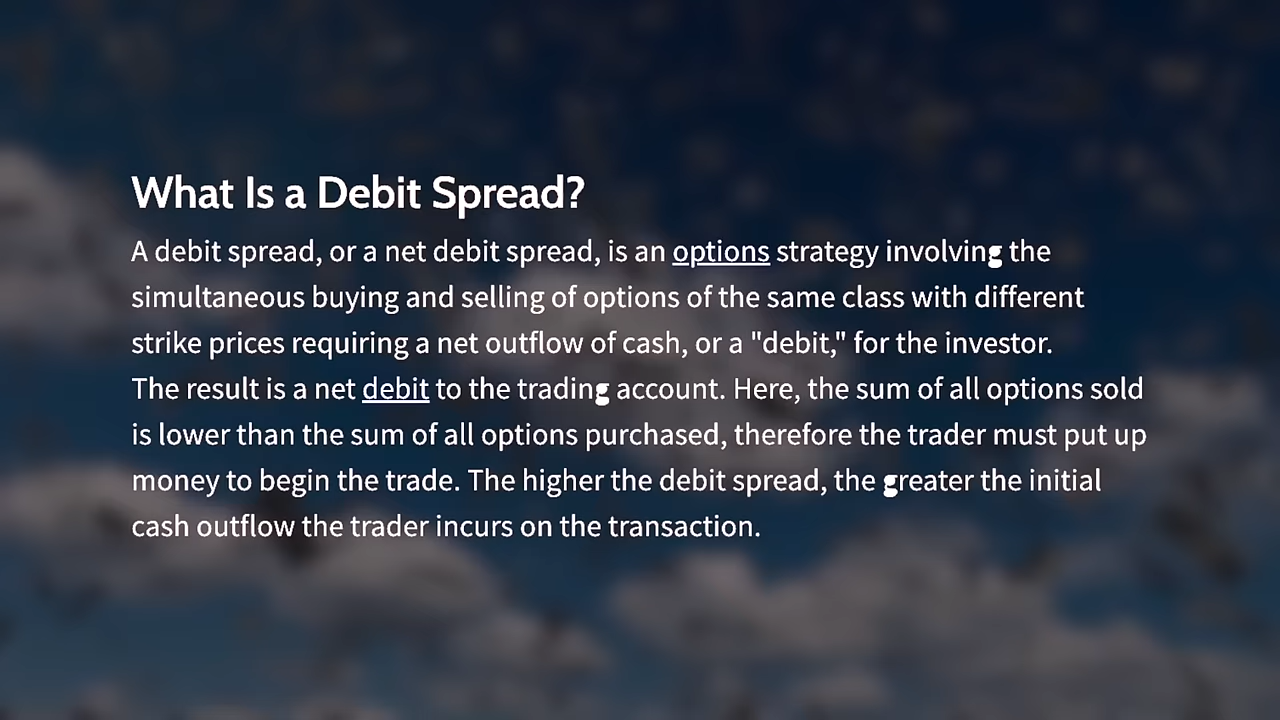 What Is a Debit Spread?
A debit spread, or a net debit spread, is an options strategy involving the
simultaneous buying and selling of options of the same class with different
strike prices requiring a net outflow of cash, or a "debit," for the investor.
The result is a net debit to the trading account. Here, the sum of all options sold
is lower than the sum of all options purchased, therefore the trader must put up
money to begin the trade. The higher the debit spread, the greater the initial
cash outflow the trader incurs on the transaction.